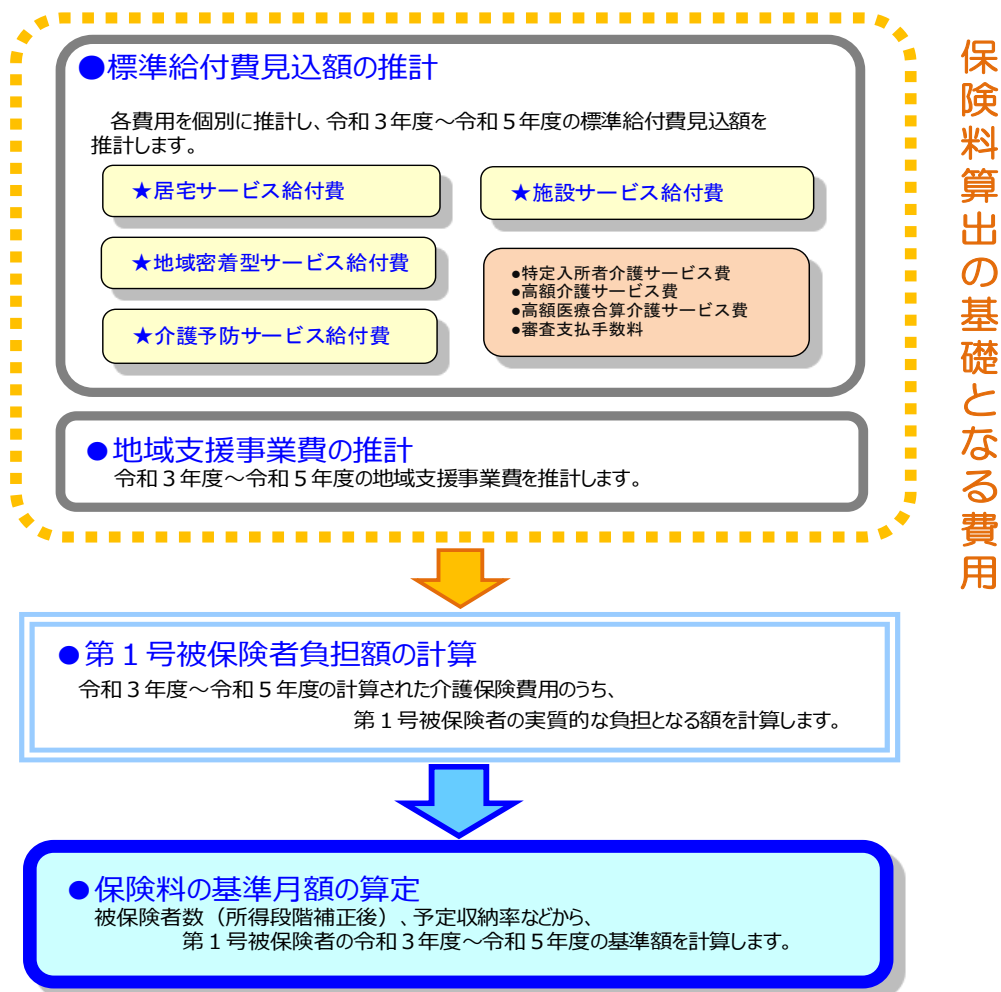 ●標準給付費見込額の推計
各費用を個別に推計し、令和３年度～令和５年度の標準給付費見込額を
推計します。
★居宅サービス給付費
★施設サービス給付費
★地域密着型サービス給付費
●特定入所者介護サービス費
●高額介護サービス費
●高額医療合算介護サービス費
●審査支払手数料
★介護予防サービス給付費
●地域支援事業費の推計
令和３年度～令和５年度の地域支援事業費を推計します。
保険料算出の基礎となる費用
●第１号被保険者負担額の計算
令和３年度～令和５年度の計算された介護保険費用のうち、
第１号被保険者の実質的な負担となる額を計算します。
●保険料の基準月額の算定
被保険者数（所得段階補正後）、予定収納率などから、
第１号被保険者の令和３年度～令和５年度の基準額を計算します。